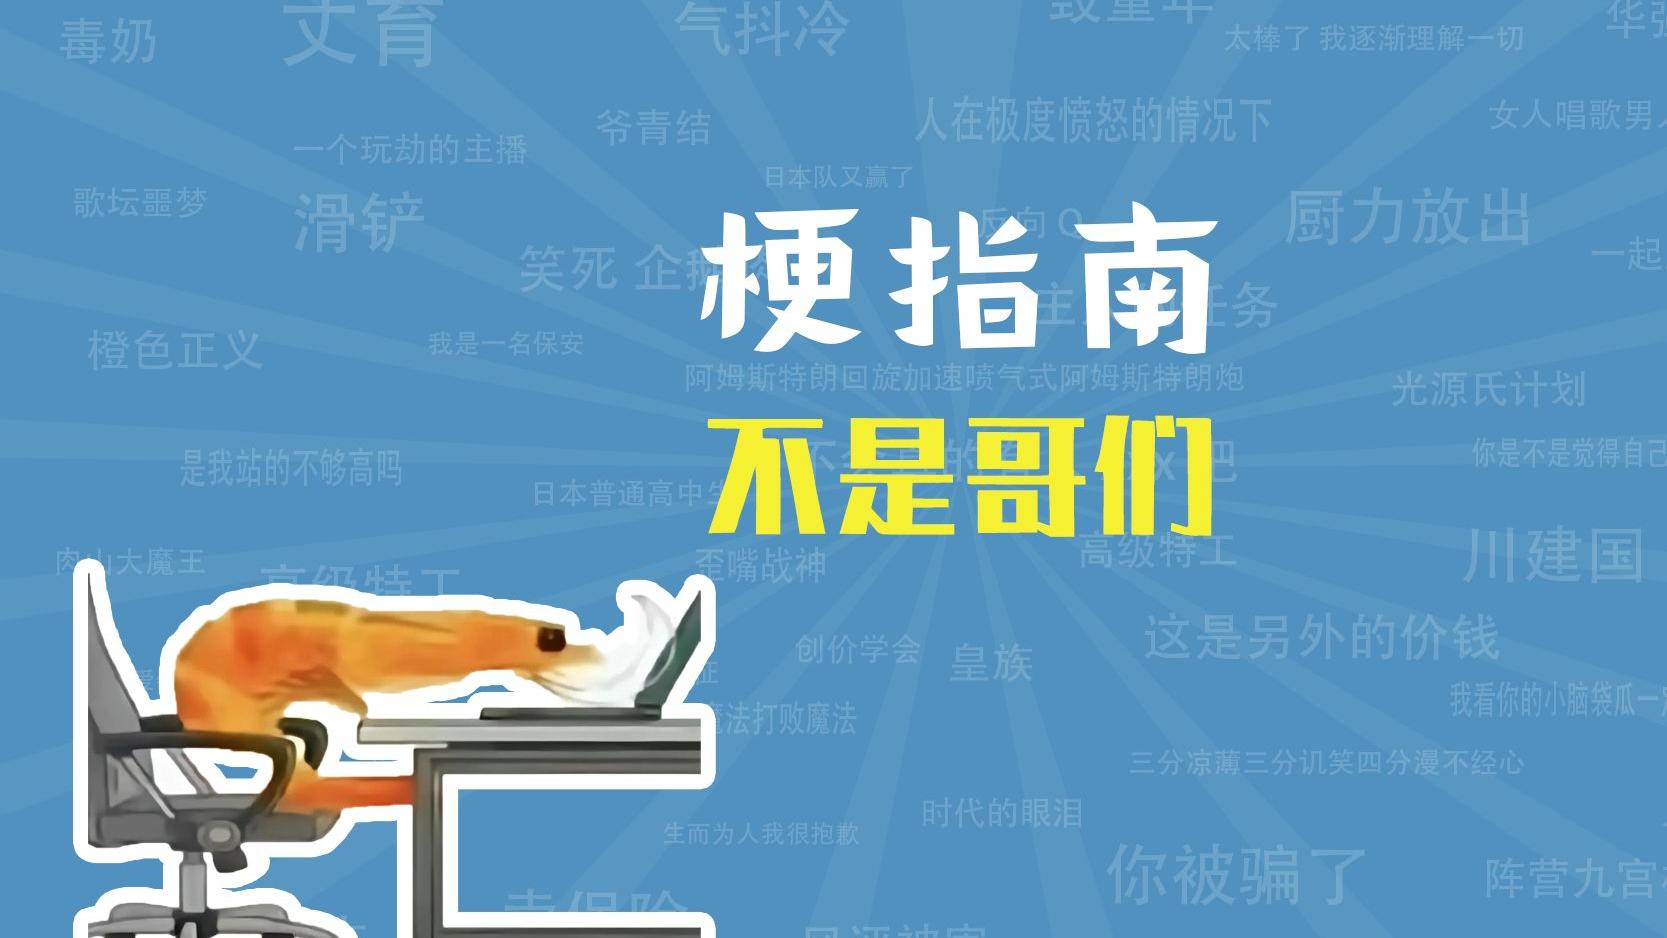 毒奶
丈育
气抖冷
致童年
太棒了 我逐渐理解一切
爷青结
人在极度愤怒的情况下
女人唱歌男人
一个玩劫的主播
日本队又赢了
歌坛噩梦
滑铲
反向 Q
厨力放出
梗指南
笑死 企鹅
一起
任务
橙色正义
我是一名保安
阿姆斯特朗回旋加速喷气式阿姆斯特朗炮
光源氏计划
不是哥们
是我站的不够高吗
你是不是觉得自己
日本普通高中生
肉山大魔王
高级特工
歪嘴战神
高级特工
川建国
创价学会
皇族
这是另外的价钱
魔法打败魔法
我看你的小脑袋瓜一定
三分凉薄三分讥笑四分漫不经心
时代的眼泪
生而为人我很抱歉
你被骗了
阵营九宫格